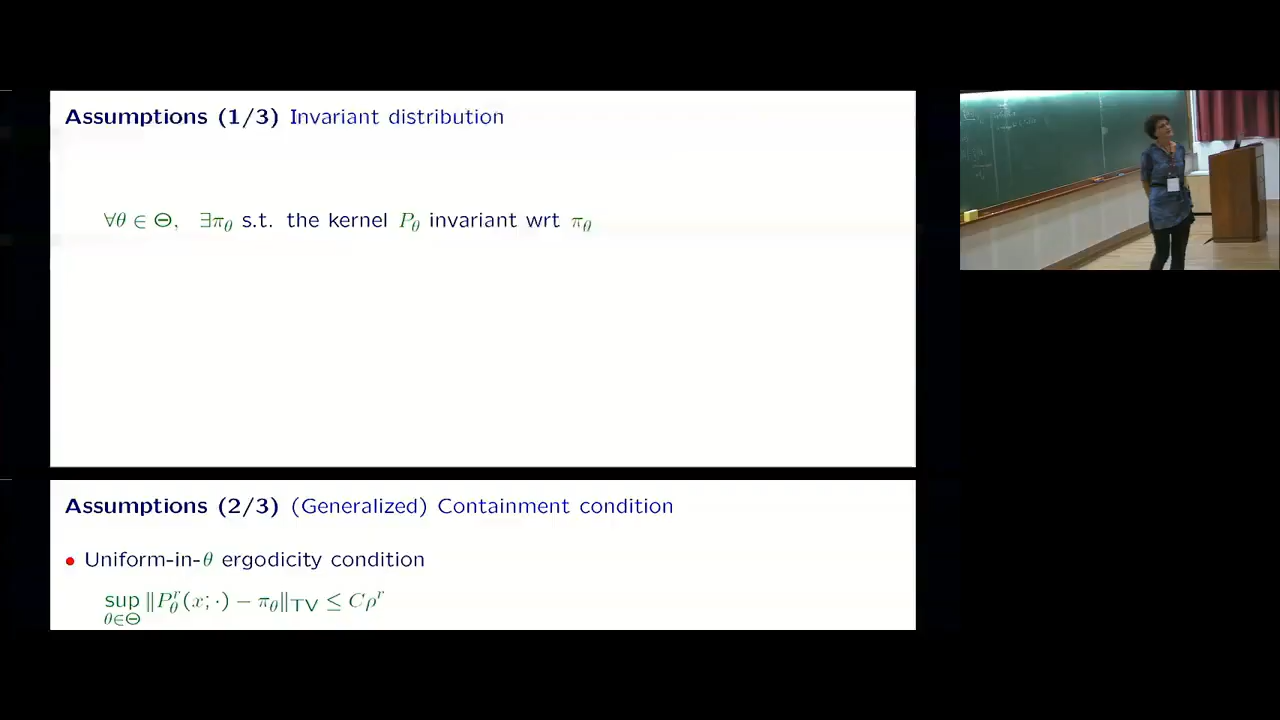 Assumptions (1/3) Invariant distribution
∀θ ∈ Θ, ∃π_θ s.t. the kernel P_θ invariant wrt π_θ
Assumptions (2/3) (Generalized) Containment condition
• Uniform-in-θ ergodicity condition
sup_{θ∈Θ} ‖P_θ^r(x; ·) − π_θ‖_TV ≤ Cρ^r